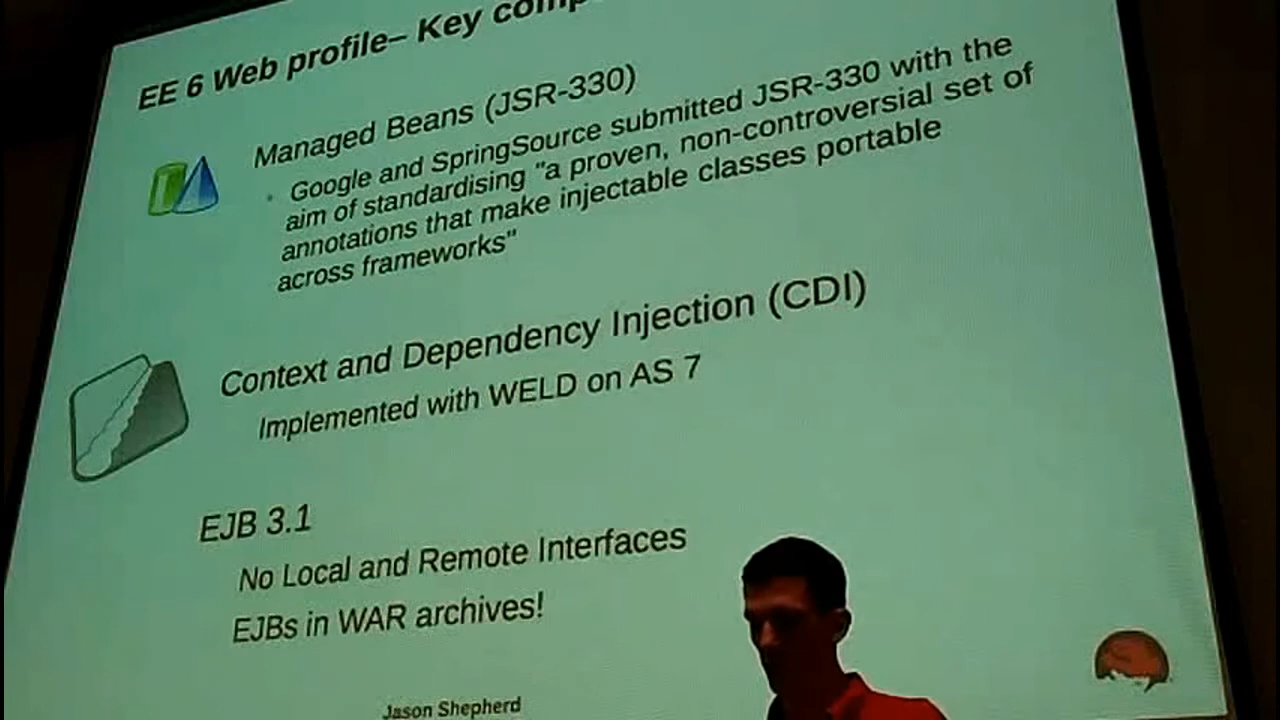 EE 6 Web profile– Key
Managed Beans (JSR-330)
Google and SpringSource submitted JSR-330 with the
aim of standardising "a proven, non-controversial set of
annotations that make injectable classes portable
across frameworks"
Context and Dependency Injection (CDI)
Implemented with WELD on AS 7
EJB 3.1
No Local and Remote Interfaces
EJBs in WAR archives!
Jason Shepherd